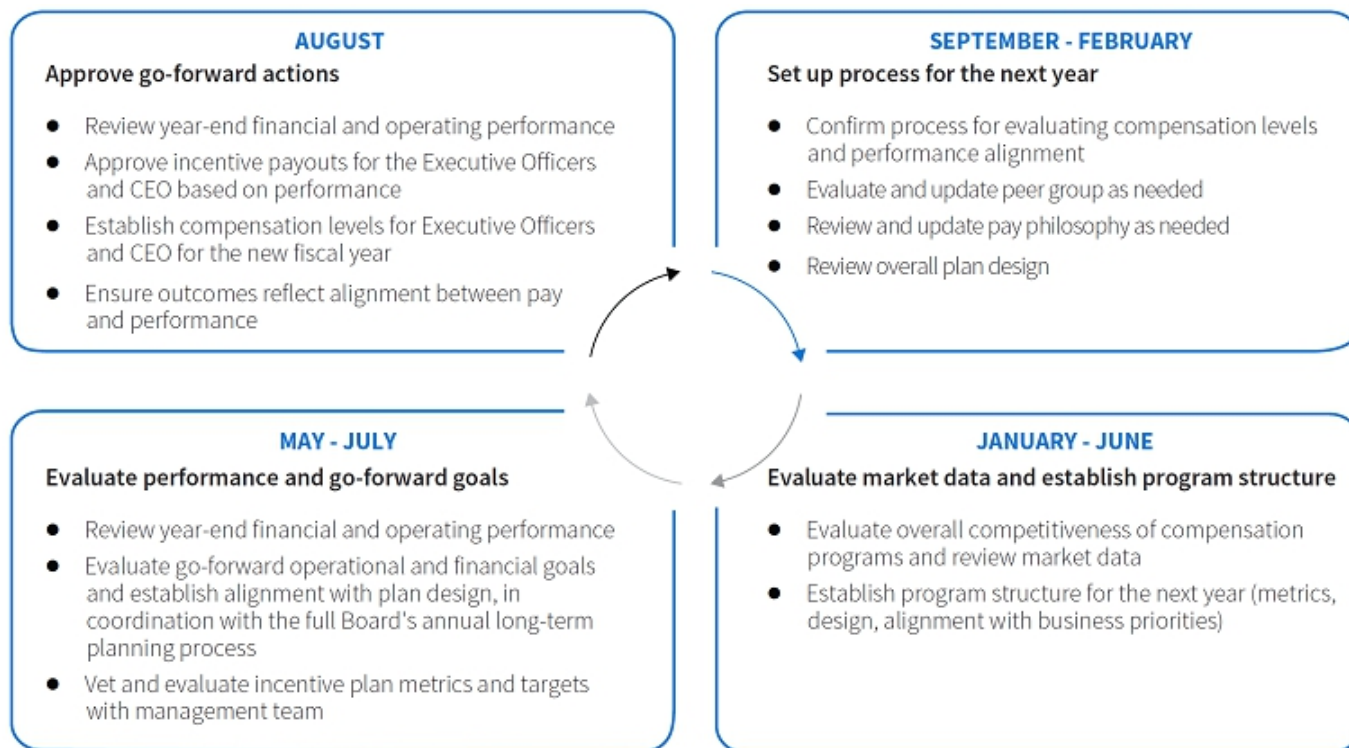 AUGUST
Approve go-forward actions
● Review year-end financial and operating performance
● Approve incentive payouts for the Executive Officers
and CEO based on performance
● Establish compensation levels for Executive Officers
and CEO for the new fiscal year
● Ensure outcomes reflect alignment between pay
and performance
SEPTEMBER - FEBRUARY
Set up process for the next year
● Confirm process for evaluating compensation levels
and performance alignment
● Evaluate and update peer group as needed
● Review and update pay philosophy as needed
● Review overall plan design
MAY - JULY
Evaluate performance and go-forward goals
● Review year-end financial and operating performance
● Evaluate go-forward operational and financial goals
and establish alignment with plan design, in
coordination with the full Board's annual long-term
planning process
● Vet and evaluate incentive plan metrics and targets
with management team
JANUARY - JUNE
Evaluate market data and establish program structure
● Evaluate overall competitiveness of compensation
programs and review market data
● Establish program structure for the next year (metrics,
design, alignment with business priorities)